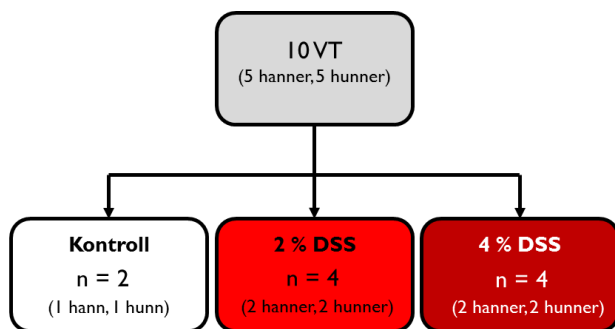 10 VT
(5 hanner, 5 hunner)
Kontroll
n = 2
(1 hann, 1 hunn)
2 % DSS
n = 4
(2 hanner, 2 hunner)
4 % DSS
n = 4
(2 hanner, 2 hunner)